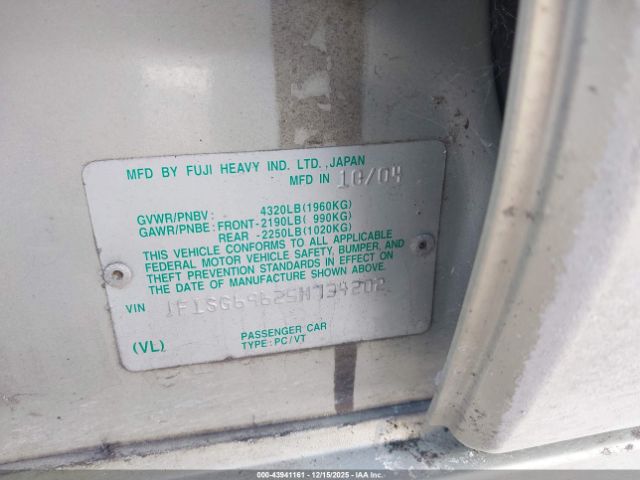 MFD BY FUJI HEAVY IND. LTD., JAPAN
MFD IN 10/04
GVWR/PNBV: 4320LB(1960KG)
GAWR/PNBE: FRONT-2190LB( 990KG)
REAR -2250LB(1020KG)
THIS VEHICLE CONFORMS TO ALL APPLICABLE
FEDERAL MOTOR VEHICLE SAFETY, BUMPER, AND
THEFT PREVENTION STANDARDS IN EFFECT ON
THE DATE OF MANUFACTURE SHOWN ABOVE.
VIN JF1SG69625H734202
PASSENGER CAR
(VL) TYPE: PC/VT
000-43941161 - 12/15/2025 - IAAI